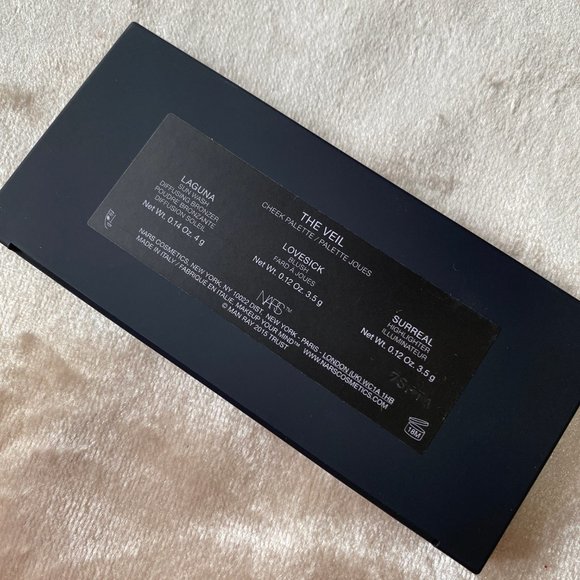 THE VEIL
CHEEK PALETTE / PALETTE JOUES
LAGUNA
SUN WASH
DIFFUSING BRONZER
POUDRE BRONZANTE
DIFFUSION SOLEIL
Net Wt. 0.14 Oz. 4 g
LOVESICK
BLUSH
FARD À JOUES
Net Wt. 0.12 Oz. 3.5 g
SURREAL
HIGHLIGHTER
ILLUMINATEUR
Net Wt. 0.12 Oz. 3.5 g
NARS™
NARS COSMETICS, NEW YORK, NY 10022 DIST. NEW YORK - PARIS - LONDON (UK) WC1A 1HB
MADE IN ITALY / FABRIQUÉ EN ITALIE. MAKEUP YOUR MIND™ WWW.NARSCOSMETICS.COM
© MAN RAY 2015 TRUST
18M